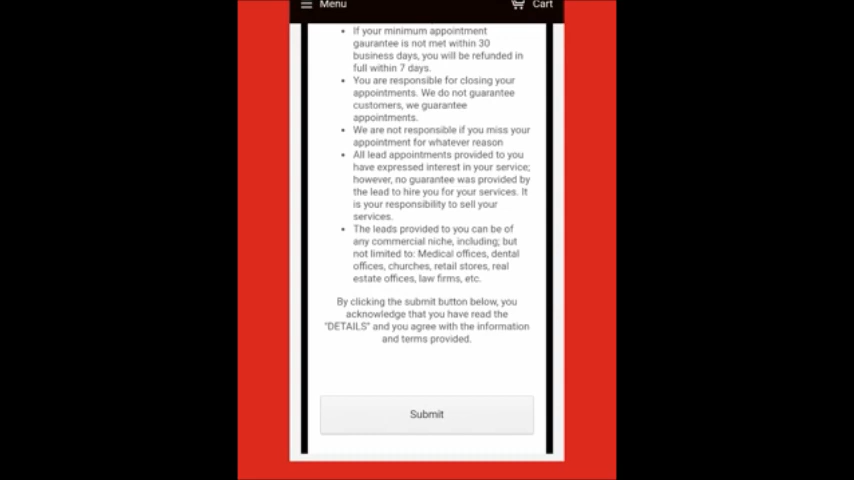 Menu
Cart
• If your minimum appointment
gaurantee is not met within 30
business days, you will be refunded in
full within 7 days.
• You are responsible for closing your
appointments. We do not guarantee
customers, we guarantee
appointments.
• We are not responsible if you miss your
appointment for whatever reason
• All lead appointments provided to you
have expressed interest in your service;
however, no guarantee was provided by
the lead to hire you for your services. It
is your responsibility to sell your
services.
• The leads provided to you can be of
any commercial niche, including; but
not limited to: Medical offices, dental
offices, churches, retail stores, real
estate offices, law firms, etc.
By clicking the submit button below, you
acknowledge that you have read the
"DETAILS" and you agree with the information
and terms provided.
Submit